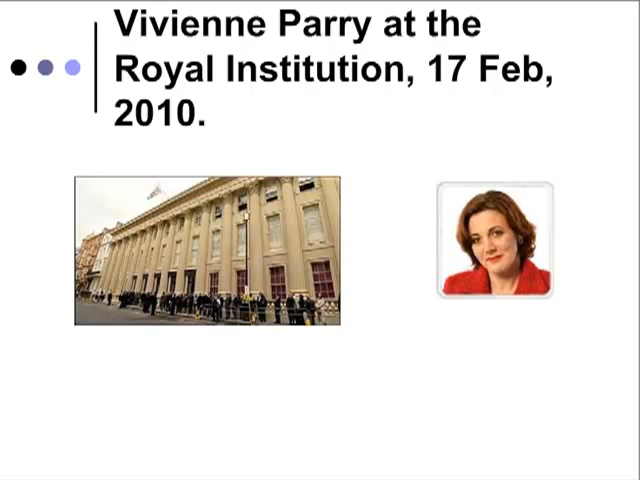 Vivienne Parry at the
Royal Institution, 17 Feb,
2010.